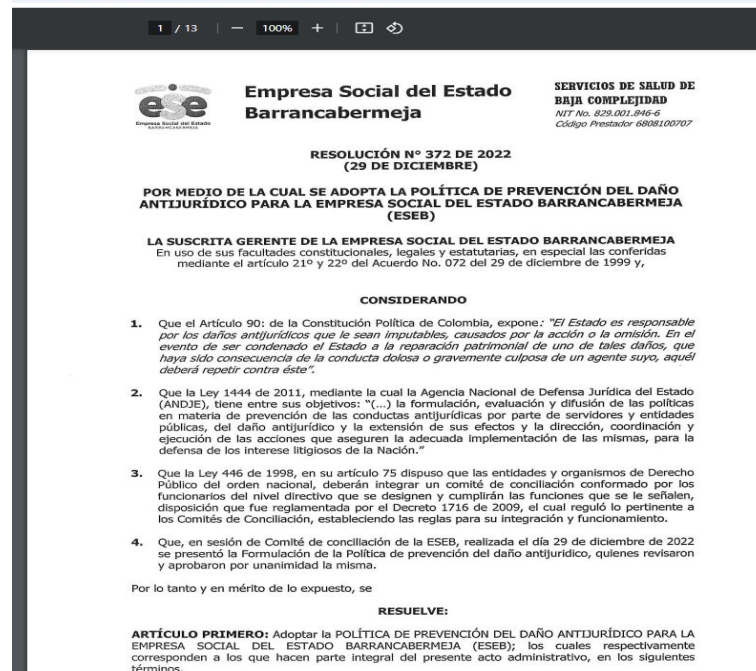 1 / 13 | — 100% + |
Empresa Social del Estado
Barrancabermeja
ese
Empresa Social del Estado
BARRANCABERMEJA
SERVICIOS DE SALUD DE
BAJA COMPLEJIDAD
NIT No. 829.001.846-6
Código Prestador 6808100707
RESOLUCIÓN N° 372 DE 2022
(29 DE DICIEMBRE)
POR MEDIO DE LA CUAL SE ADOPTA LA POLÍTICA DE PREVENCIÓN DEL DAÑO
ANTIJURÍDICO PARA LA EMPRESA SOCIAL DEL ESTADO BARRANCABERMEJA
(ESEB)
LA SUSCRITA GERENTE DE LA EMPRESA SOCIAL DEL ESTADO BARRANCABERMEJA
En uso de sus facultades constitucionales, legales y estatutarias, en especial las conferidas
mediante el artículo 21º y 22º del Acuerdo No. 072 del 29 de diciembre de 1999 y,
CONSIDERANDO
1. Que el Artículo 90: de la Constitución Política de Colombia, expone: "El Estado es responsable
por los daños antijurídicos que le sean imputables, causados por la acción o la omisión. En el
evento de ser condenado el Estado a la reparación patrimonial de uno de tales daños, que
haya sido consecuencia de la conducta dolosa o gravemente culposa de un agente suyo, aquél
deberá repetir contra éste".
2. Que la Ley 1444 de 2011, mediante la cual la Agencia Nacional de Defensa Jurídica del Estado
(ANDJE), tiene entre sus objetivos: "(...) la formulación, evaluación y difusión de las políticas
en materia de prevención de las conductas antijurídicas por parte de servidores y entidades
públicas, del daño antijurídico y la extensión de sus efectos y la dirección, coordinación y
ejecución de las acciones que aseguren la adecuada implementación de las mismas, para la
defensa de los interese litigiosos de la Nación."
3. Que la Ley 446 de 1998, en su artículo 75 dispuso que las entidades y organismos de Derecho
Público del orden nacional, deberán integrar un comité de conciliación conformado por los
funcionarios del nivel directivo que se designen y cumplirán las funciones que se le señalen,
disposición que fue reglamentada por el Decreto 1716 de 2009, el cual reguló lo pertinente a
los Comités de Conciliación, estableciendo las reglas para su integración y funcionamiento.
4. Que, en sesión de Comité de conciliación de la ESEB, realizada el día 29 de diciembre de 2022
se presentó la Formulación de la Política de prevención del daño antijuridico, quienes revisaron
y aprobaron por unanimidad la misma.
Por lo tanto y en mérito de lo expuesto, se
RESUELVE:
ARTÍCULO PRIMERO: Adoptar la POLÍTICA DE PREVENCIÓN DEL DAÑO ANTIJURÍDICO PARA LA
EMPRESA SOCIAL DEL ESTADO BARRANCABERMEJA (ESEB); los cuales respectivamente
corresponden a los que hacen parte integral del presente acto administrativo, en los siguientes
términos.